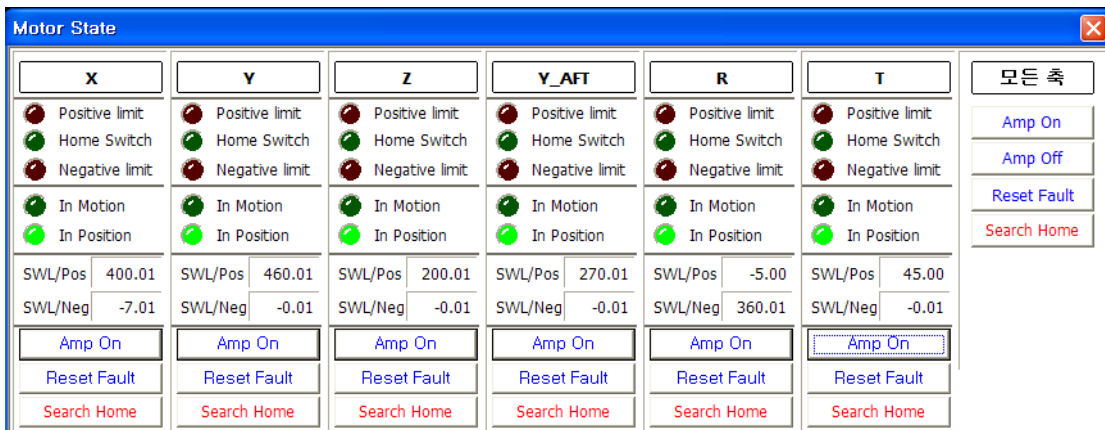 Motor State
X Y Z Y_AFT R T 모든 축
Positive limit Positive limit Positive limit Positive limit Positive limit Positive limit
Amp On
Home Switch Home Switch Home Switch Home Switch Home Switch Home Switch
Amp Off
Negative limit Negative limit Negative limit Negative limit Negative limit Negative limit
Reset Fault
In Motion In Motion In Motion In Motion In Motion In Motion
Search Home
In Position In Position In Position In Position In Position In Position
SWL/Pos 400.01 SWL/Pos 460.01 SWL/Pos 200.01 SWL/Pos 270.01 SWL/Pos -5.00 SWL/Pos 45.00
SWL/Neg -7.01 SWL/Neg -0.01 SWL/Neg -0.01 SWL/Neg -0.01 SWL/Neg 360.01 SWL/Neg -0.01
Amp On Amp On Amp On Amp On Amp On Amp On
Reset Fault Reset Fault Reset Fault Reset Fault Reset Fault Reset Fault
Search Home Search Home Search Home Search Home Search Home Search Home